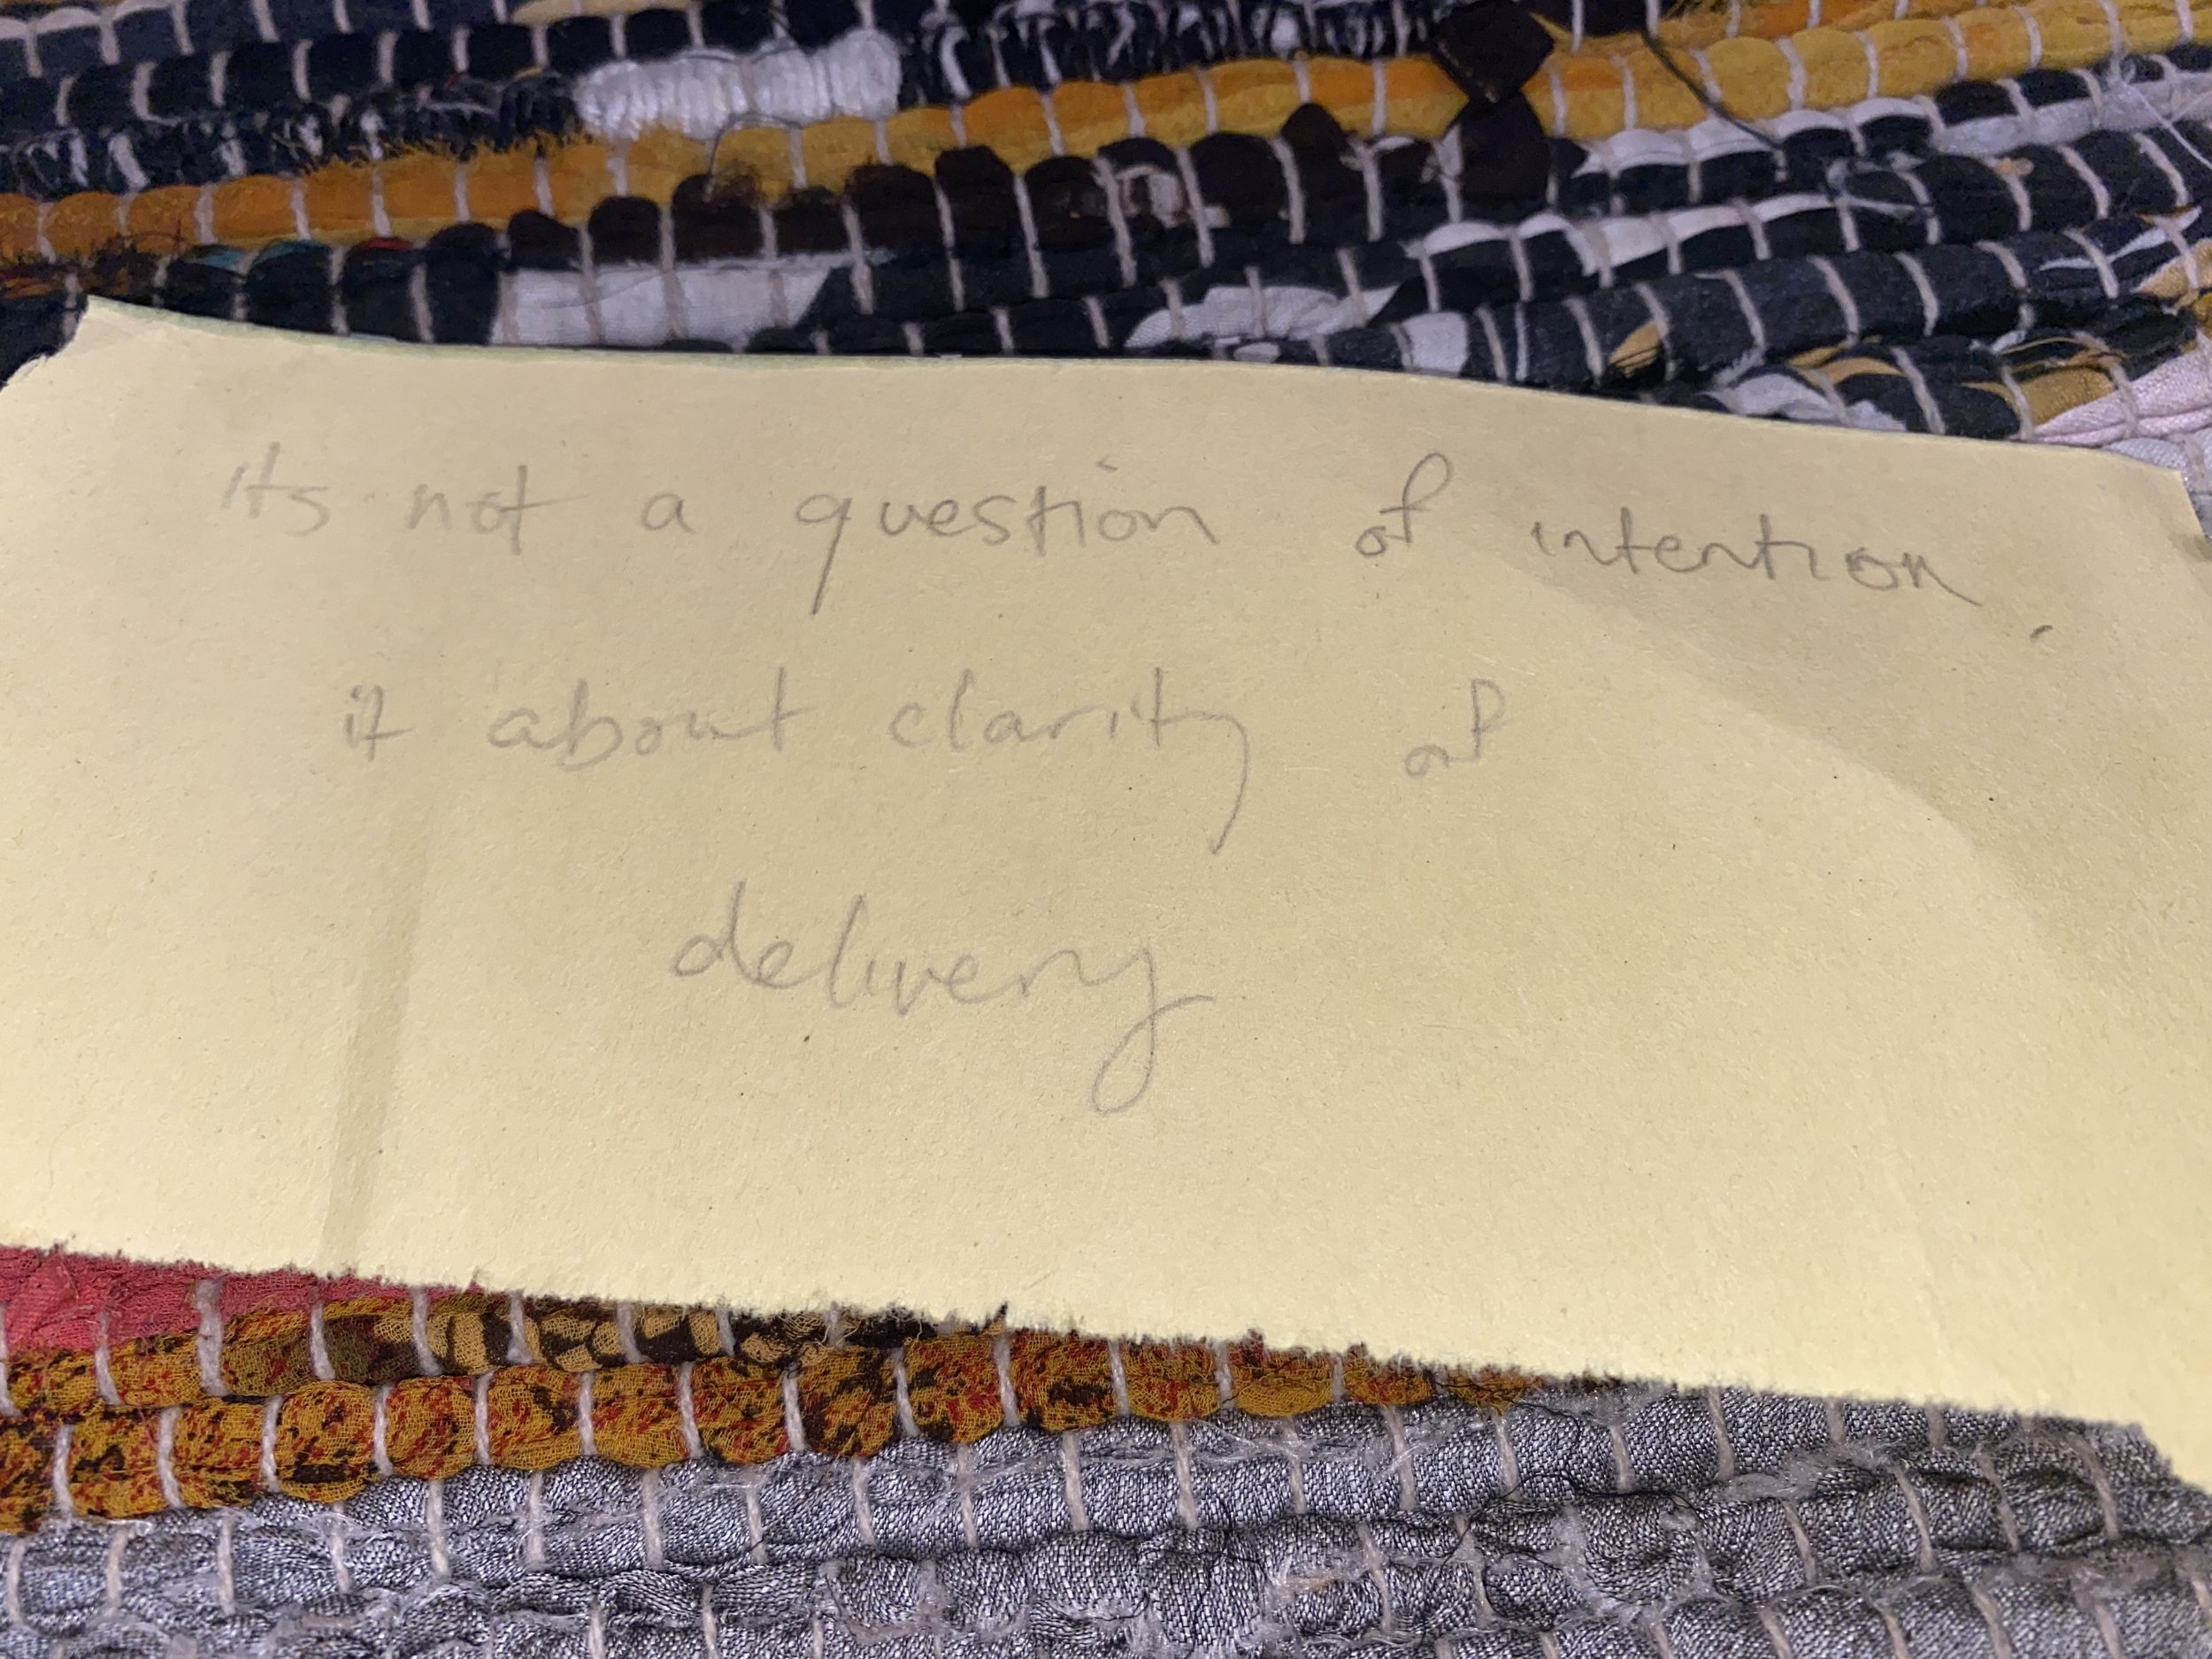 its not a question of intention.
it about clarity of
delivery